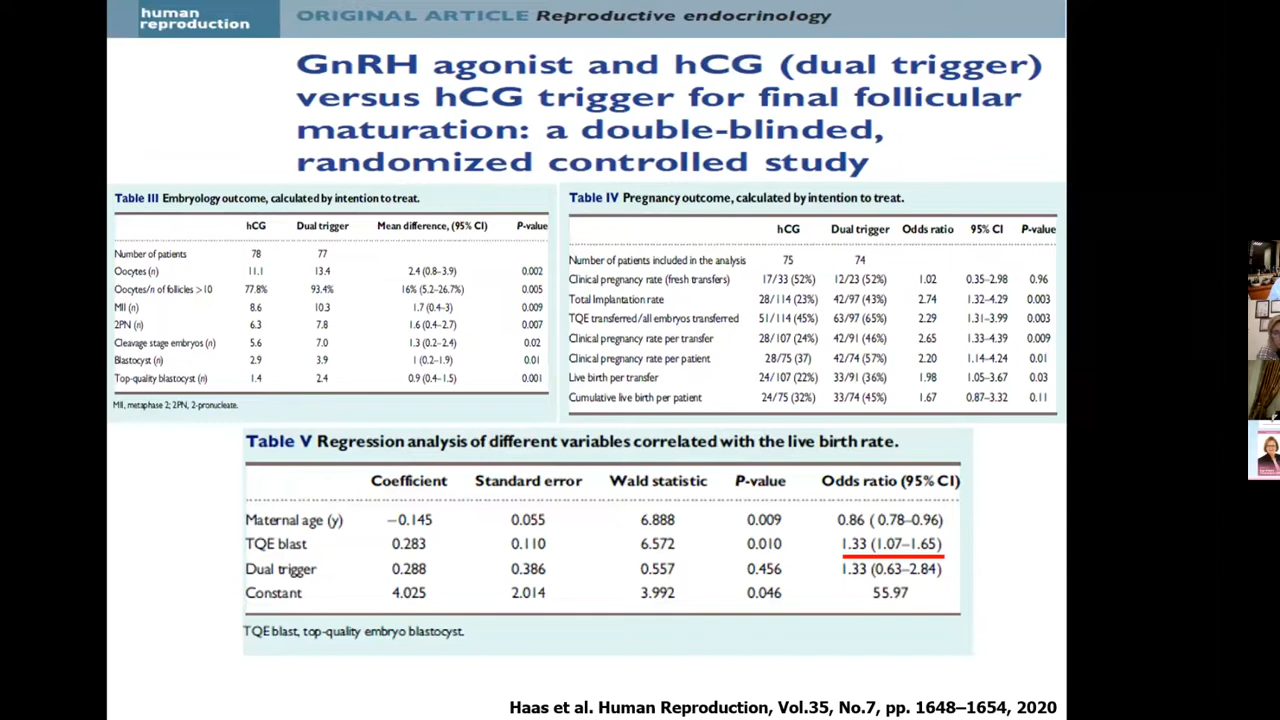 human
reproduction
ORIGINAL ARTICLE Reproductive endocrinology
GnRH agonist and hCG (dual trigger)
versus hCG trigger for final follicular
maturation: a double-blinded,
randomized controlled study
Table III Embryology outcome, calculated by intention to treat.
hCG Dual trigger Mean difference, (95% CI) P-value
Number of patients 78 77
Oocytes (n) 11.1 13.4 2.4 (0.8–3.9) 0.002
Oocytes/n of follicles >10 77.8% 93.4% 16% (5.2–26.7%) 0.005
MII (n) 8.6 10.3 1.7 (0.4–3) 0.009
2PN (n) 6.3 7.8 1.6 (0.4–2.7) 0.007
Cleavage stage embryos (n) 5.6 7.0 1.3 (0.2–2.4) 0.02
Blastocyst (n) 2.9 3.9 1 (0.2–1.9) 0.01
Top-quality blastocyst (n) 1.4 2.4 0.9 (0.4–1.5) 0.001
MII, metaphase 2; 2PN, 2-pronucleate.
Table IV Pregnancy outcome, calculated by intention to treat.
hCG Dual trigger Odds ratio 95% CI P-value
Number of patients included in the analysis 75 74
Clinical pregnancy rate (fresh transfers) 17/33 (52%) 12/23 (52%) 1.02 0.35–2.98 0.96
Total Implantation rate 28/114 (23%) 42/97 (43%) 2.74 1.32–4.29 0.003
TQE transferred/all embryos transferred 51/114 (45%) 63/97 (65%) 2.29 1.31–3.99 0.003
Clinical pregnancy rate per transfer 28/107 (24%) 42/91 (46%) 2.65 1.33–4.39 0.009
Clinical pregnancy rate per patient 28/75 (37) 42/74 (57%) 2.20 1.14–4.24 0.01
Live birth per transfer 24/107 (22%) 33/91 (36%) 1.98 1.05–3.67 0.03
Cumulative live birth per patient 24/75 (32%) 33/74 (45%) 1.67 0.87–3.32 0.11
Table V Regression analysis of different variables correlated with the live birth rate.
Coefficient Standard error Wald statistic P-value Odds ratio (95% CI)
Maternal age (y) −0.145 0.055 6.888 0.009 0.86 ( 0.78–0.96)
TQE blast 0.283 0.110 6.572 0.010 1.33 (1.07–1.65)
Dual trigger 0.288 0.386 0.557 0.456 1.33 (0.63–2.84)
Constant 4.025 2.014 3.992 0.046 55.97
TQE blast, top-quality embryo blastocyst.
Haas et al. Human Reproduction, Vol.35, No.7, pp. 1648–1654, 2020